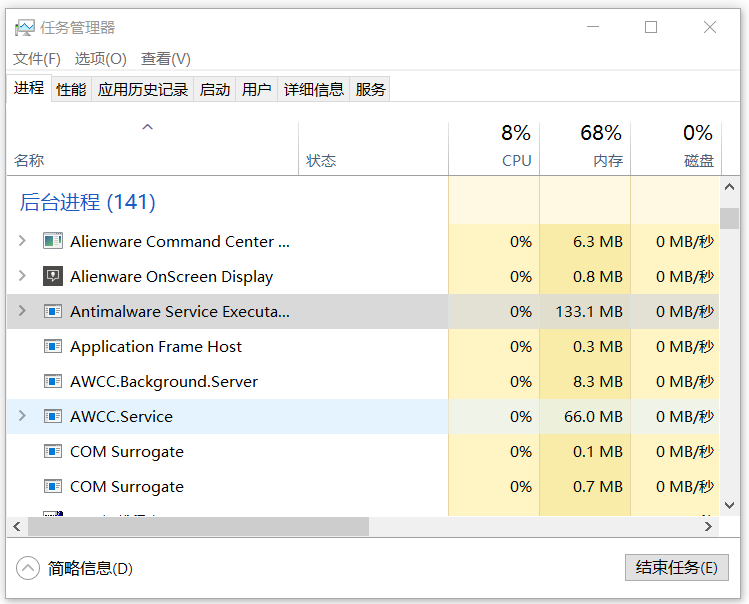 任务管理器
文件(F) 选项(O) 查看(V)
进程 性能 应用历史记录 启动 用户 详细信息 服务
8% 68% 0%
名称 状态 CPU 内存 磁盘
后台进程 (141)
Alienware Command Center ... 0% 6.3 MB 0 MB/秒
Alienware OnScreen Display 0% 0.8 MB 0 MB/秒
Antimalware Service Executa... 0% 133.1 MB 0 MB/秒
Application Frame Host 0% 0.3 MB 0 MB/秒
AWCC.Background.Server 0% 8.3 MB 0 MB/秒
AWCC.Service 0% 66.0 MB 0 MB/秒
COM Surrogate 0% 0.1 MB 0 MB/秒
COM Surrogate 0% 0.7 MB 0 MB/秒
简略信息(D) 结束任务(E)